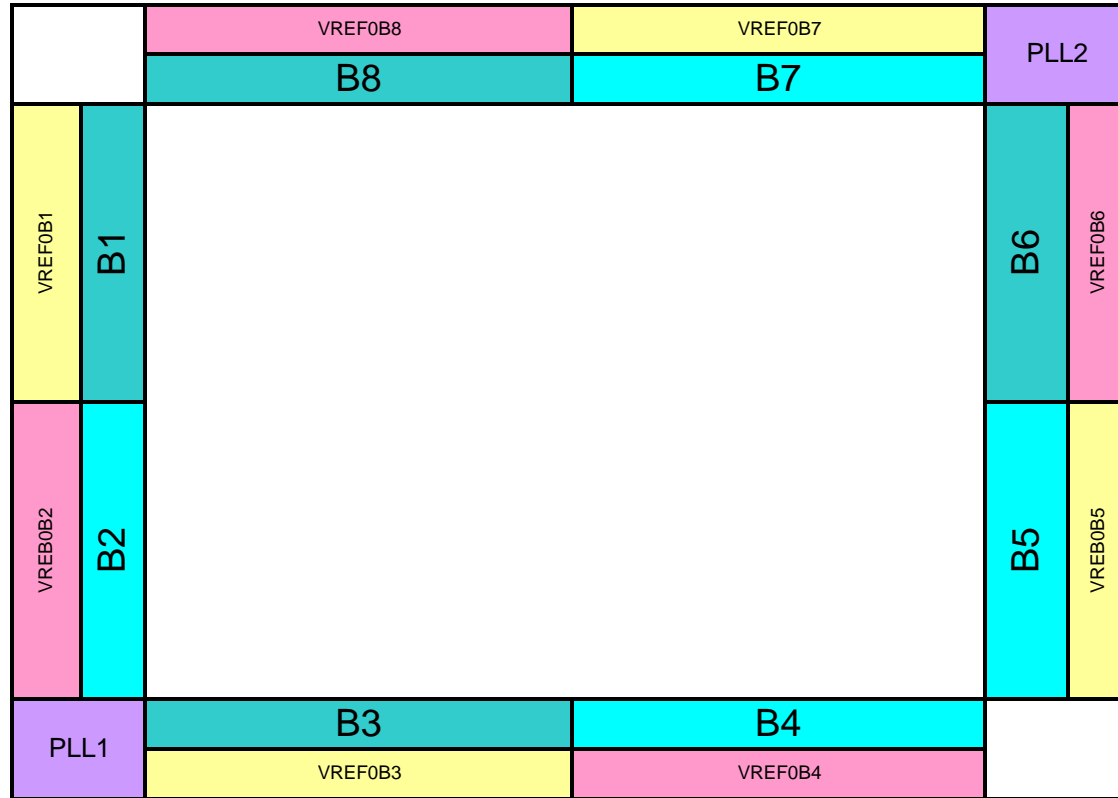 VREF0B8
VREF0B7
PLL2
B8
B7
VREF0B1
B1
B6
VREF0B6
VREB0B2
B2
B5
VREB0B5
PLL1
B3
B4
VREF0B3
VREF0B4